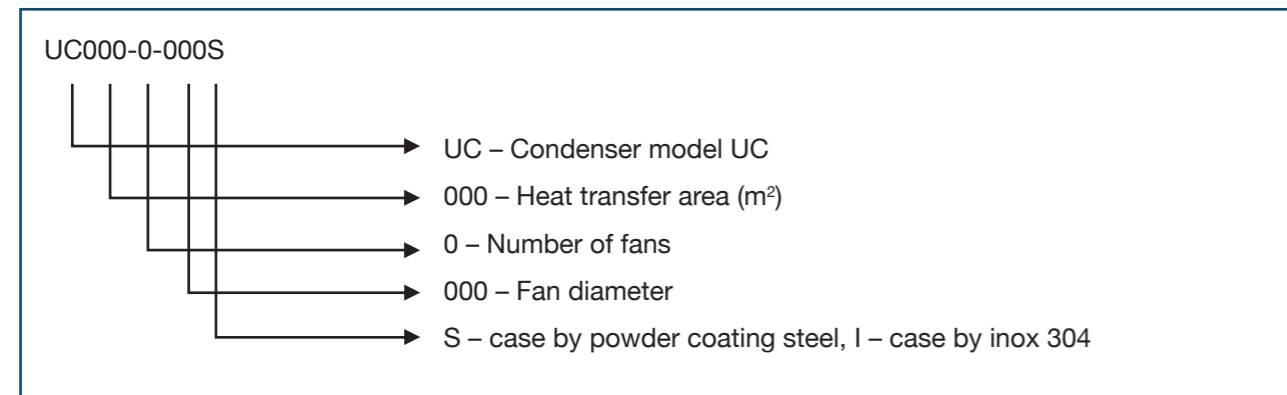 UC000-0-000S
UC – Condenser model UC
000 – Heat transfer area (m²)
0 – Number of fans
000 – Fan diameter
S – case by powder coating steel, I – case by inox 304